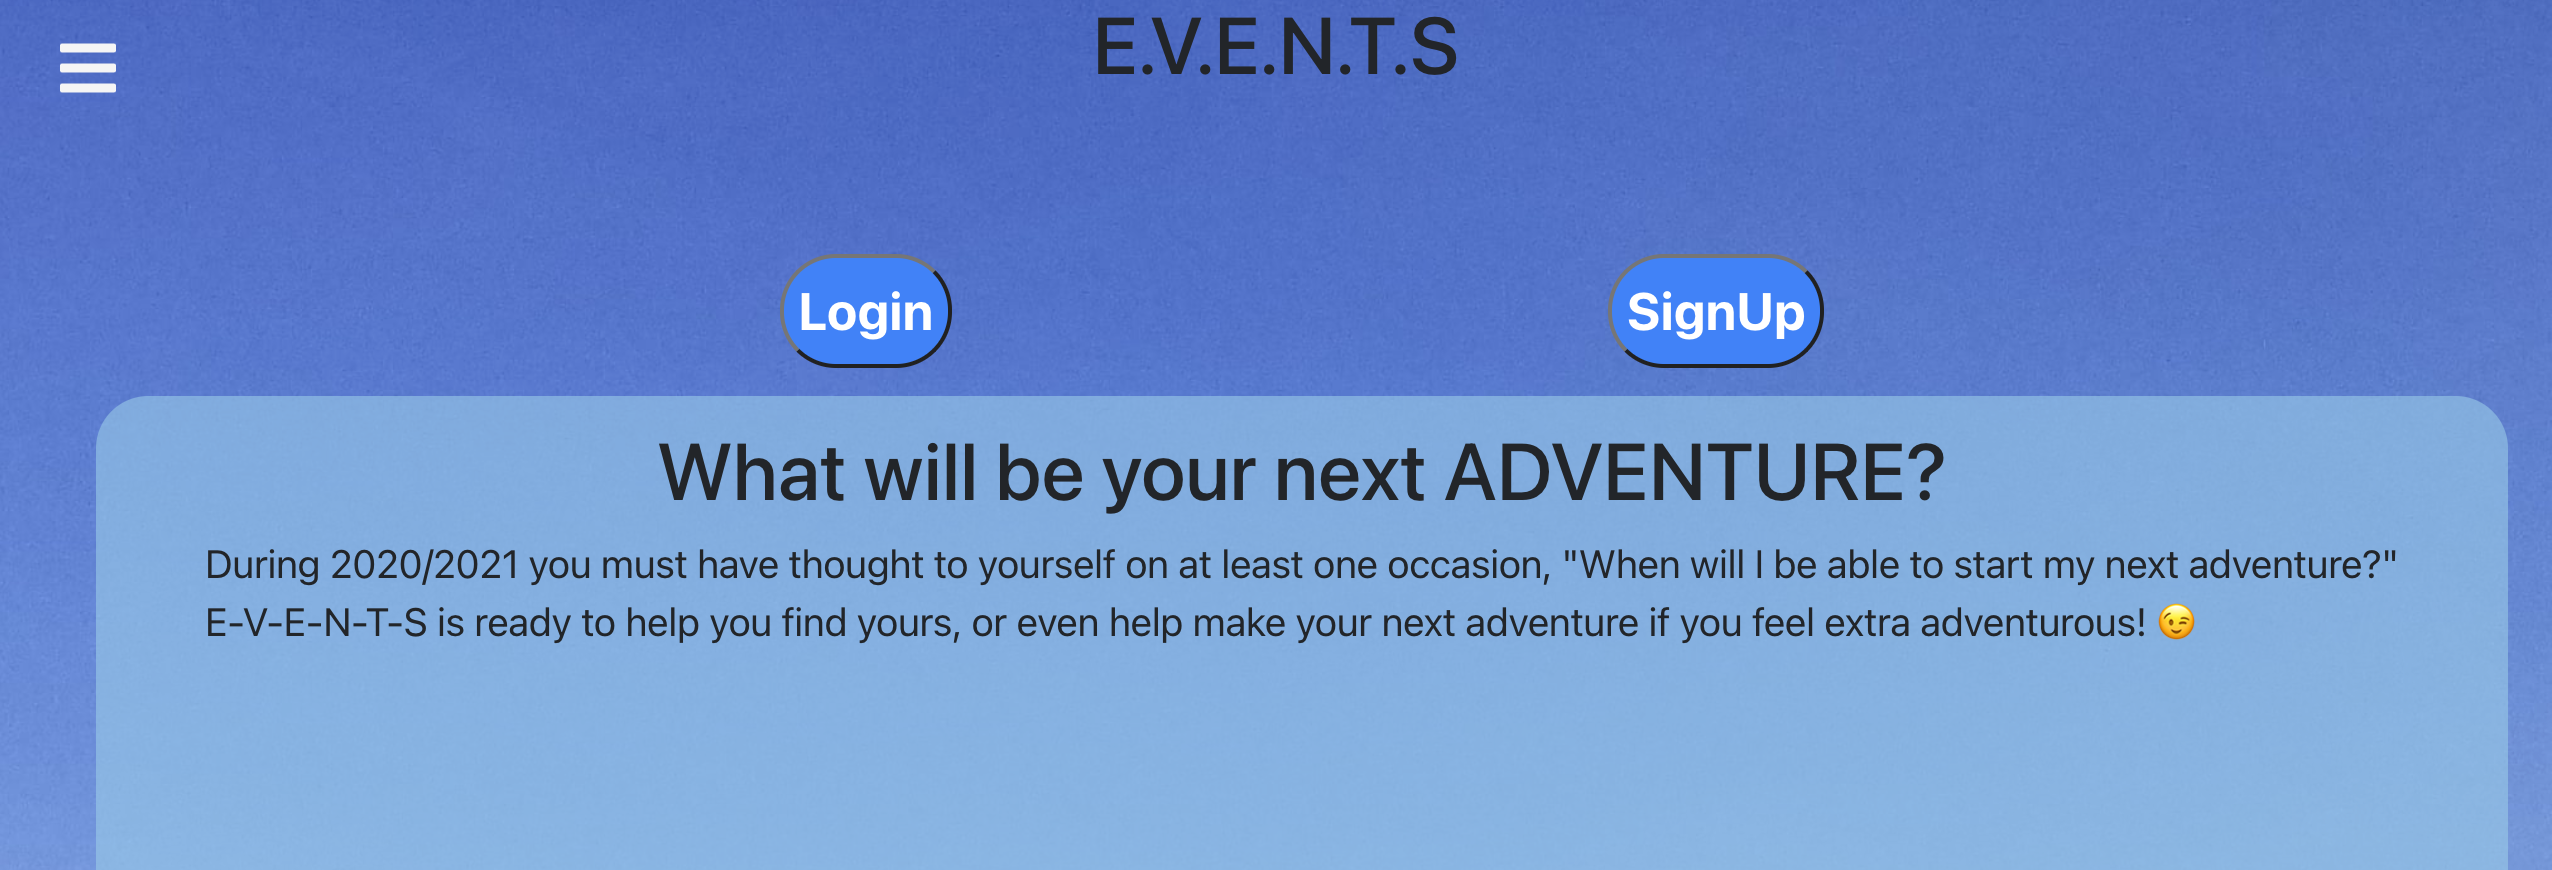 E.V.E.N.T.S
Login
SignUp
What will be your next ADVENTURE?
During 2020/2021 you must have thought to yourself on at least one occasion, "When will I be able to start my next adventure?"
E-V-E-N-T-S is ready to help you find yours, or even help make your next adventure if you feel extra adventurous! 😉